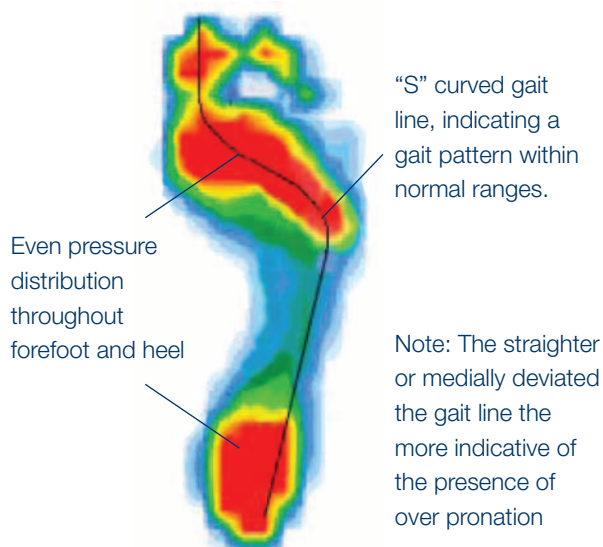 “S” curved gait
line, indicating a
gait pattern within
normal ranges.
Even pressure
distribution
throughout
forefoot and heel
Note: The straighter
or medially deviated
the gait line the
more indicative of
the presence of
over pronation